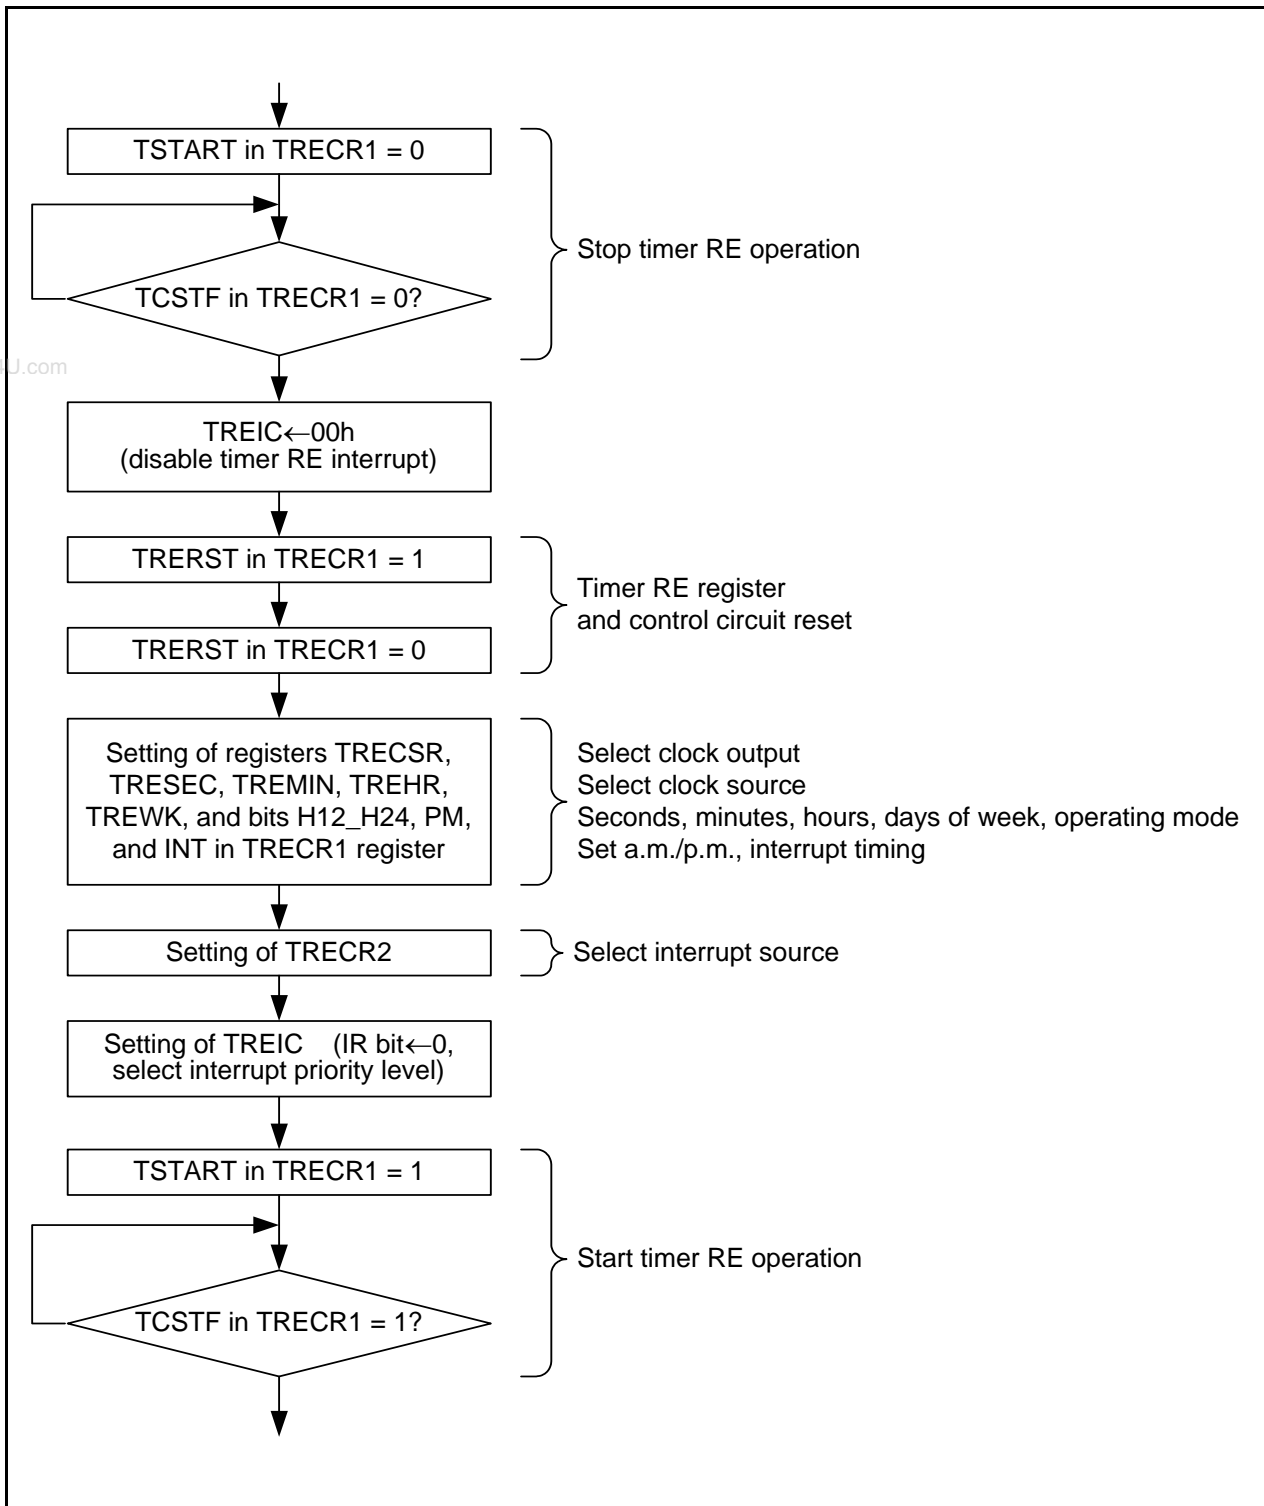 TSTART in TRECR1 = 0
Stop timer RE operation
TCSTF in TRECR1 = 0?
U.com
TREIC←00h
(disable timer RE interrupt)
TRERST in TRECR1 = 1
Timer RE register
and control circuit reset
TRERST in TRECR1 = 0
Setting of registers TRECSR,
TRESEC, TREMIN, TREHR,
TREWK, and bits H12_H24, PM,
and INT in TRECR1 register
Select clock output
Select clock source
Seconds, minutes, hours, days of week, operating mode
Set a.m./p.m., interrupt timing
Setting of TRECR2
Select interrupt source
Setting of TREIC (IR bit←0,
select interrupt priority level)
TSTART in TRECR1 = 1
Start timer RE operation
TCSTF in TRECR1 = 1?